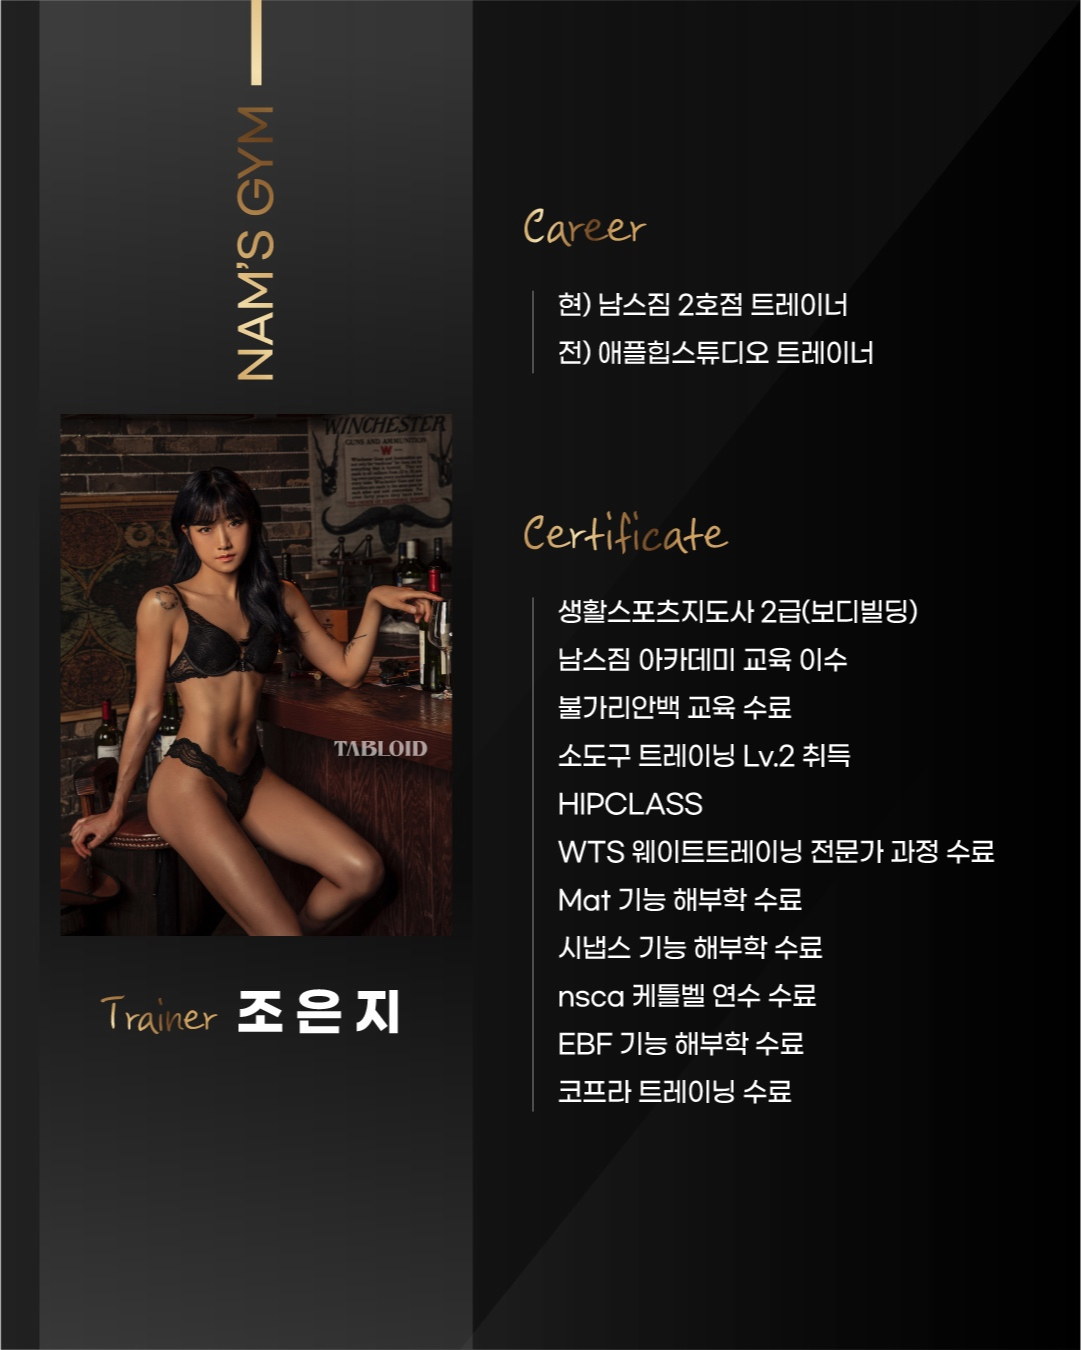 NAM'S GYM
WINCHESTER
GUNS AND AMMUNITION
W
TABLOID
Trainer 조은지
Career
현) 남스짐 2호점 트레이너
전) 애플힙스튜디오 트레이너
Certificate
생활스포츠지도사 2급(보디빌딩)
남스짐 아카데미 교육 이수
불가리안백 교육 수료
소도구 트레이닝 Lv.2 취득
HIPCLASS
WTS 웨이트트레이닝 전문가 과정 수료
Mat 기능 해부학 수료
시냅스 기능 해부학 수료
nsca 케틀벨 연수 수료
EBF 기능 해부학 수료
코프라 트레이닝 수료